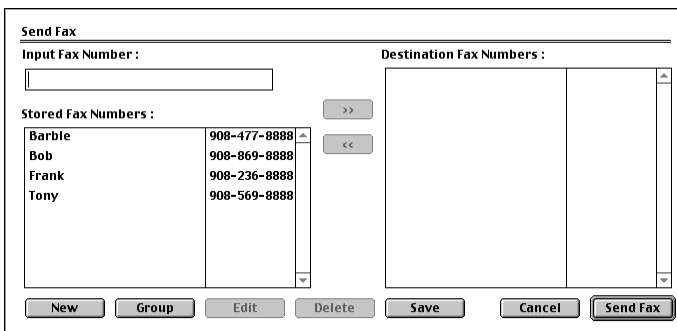 Send Fax
Input Fax Number :
Destination Fax Numbers :
>>
Stored Fax Numbers :
<<
Barbie 908-477-8888
Bob 908-869-8888
Frank 908-236-8888
Tony 908-569-8888
New Group Edit Delete Save Cancel Send Fax